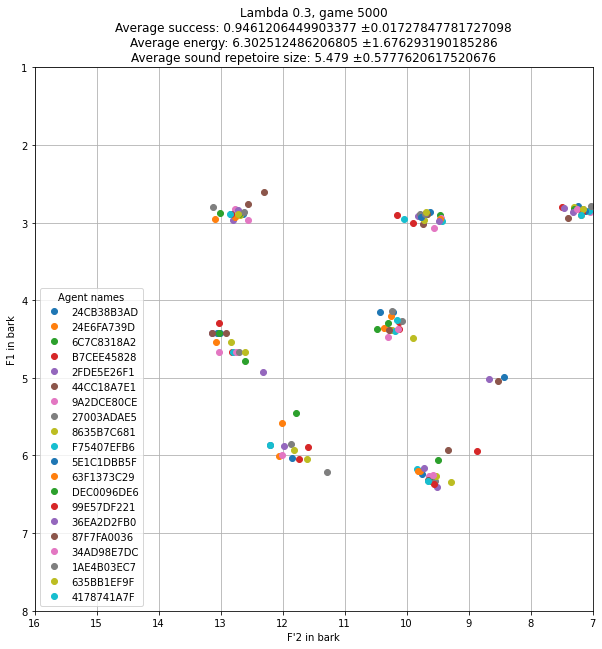 Lambda 0.3, game 5000
Average success: 0.9461206449903377 ±0.01727847781727098
Average energy: 6.302512486206805 ±1.676293190185286
Average sound repetoire size: 5.479 ±0.5777620617520676
1
2
3
4
5
6
7
8
F1 in bark
Agent names
24CB38B3AD
24E6FA739D
6C7C8318A2
B7CEE45828
2FDE5E26F1
44CC18A7E1
9A2DCE80CE
27003ADAE5
8635B7C681
F75407EFB6
5E1C1DBB5F
63F1373C29
DEC0096DE6
99E57DF221
36EA2D2FB0
87F7FA0036
34AD98E7DC
1AE4B03EC7
635BB1EF9F
4178741A7F
16 15 14 13 12 11 10 9 8 7
F'2 in bark